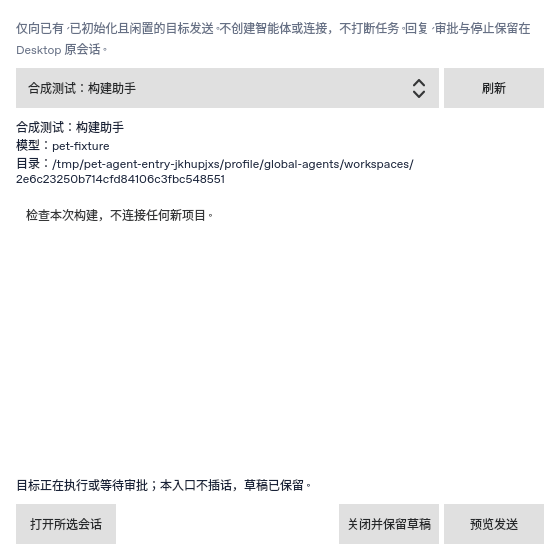 仅向已有、已初始化且闲置的目标发送。不创建智能体或连接，不打断任务。回复、审批与停止保留在
Desktop 原会话。
合成测试：构建助手
刷新
合成测试：构建助手
模型：pet-fixture
目录：/tmp/pet-agent-entry-jkhupjxs/profile/global-agents/workspaces/
2e6c23250b714cfd84106c3fbc548551
检查本次构建，不连接任何新项目。
目标正在执行或等待审批；本入口不插话，草稿已保留。
打开所选会话
关闭并保留草稿
预览发送